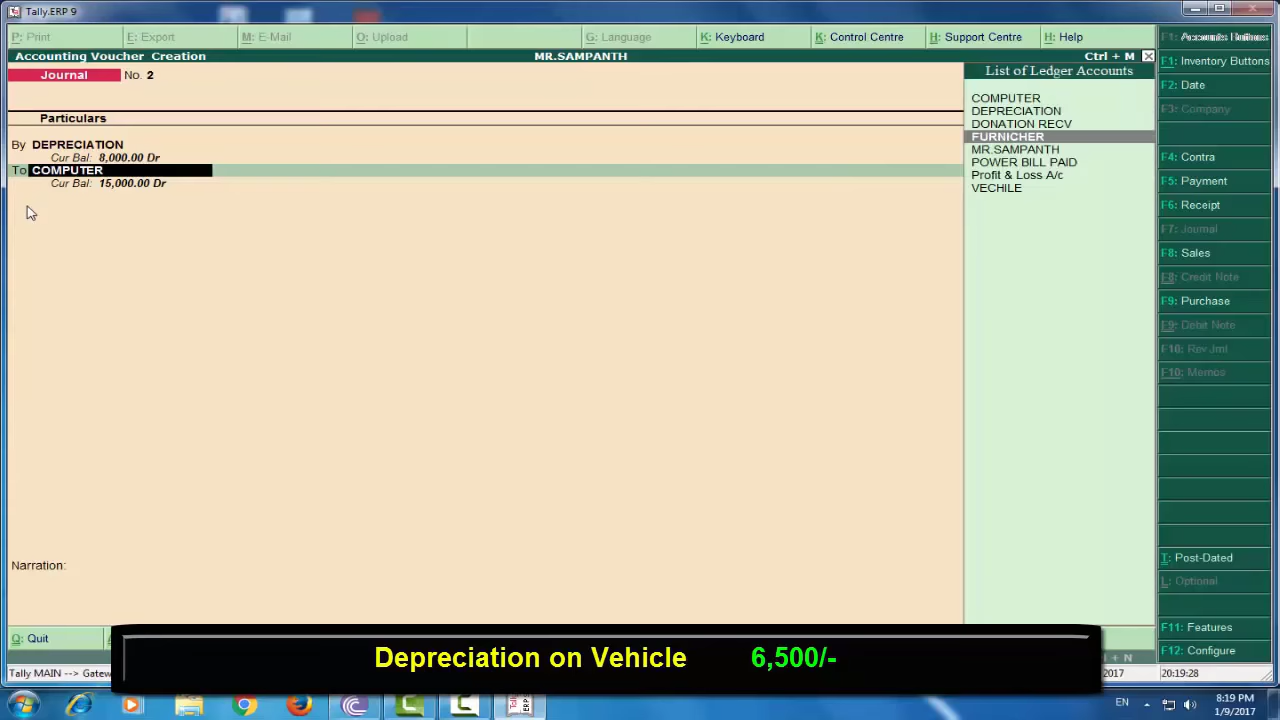 Tally.ERP 9
P: Print E: Export M: E-Mail O: Upload G: Language K: Keyboard K: Control Centre H: Support Centre H: Help
Accounting Voucher Creation MR.SAMPANTH Ctrl + M
Journal No. 2
Particulars
By DEPRECIATION
Cur Bal: 8,000.00 Dr
To COMPUTER
Cur Bal: 15,000.00 Dr
Narration:
List of Ledger Accounts
COMPUTER
DEPRECIATION
DONATION RECV
FURNICHER
MR.SAMPANTH
POWER BILL PAID
Profit & Loss A/c
VECHILE
F1: Inventory Buttons
F2: Date
F3: Company
F4: Contra
F5: Payment
F6: Receipt
F7: Journal
F8: Sales
F8: Credit Note
F9: Purchase
F9: Debit Note
F10: Rev Jrnl
F10: Memos
T: Post-Dated
L: Optional
F11: Features
F12: Configure
Q: Quit
Depreciation on Vehicle 6,500/-
Tally MAIN --> Gatew 2017 20:19:28
EN 8:19 PM
1/9/2017